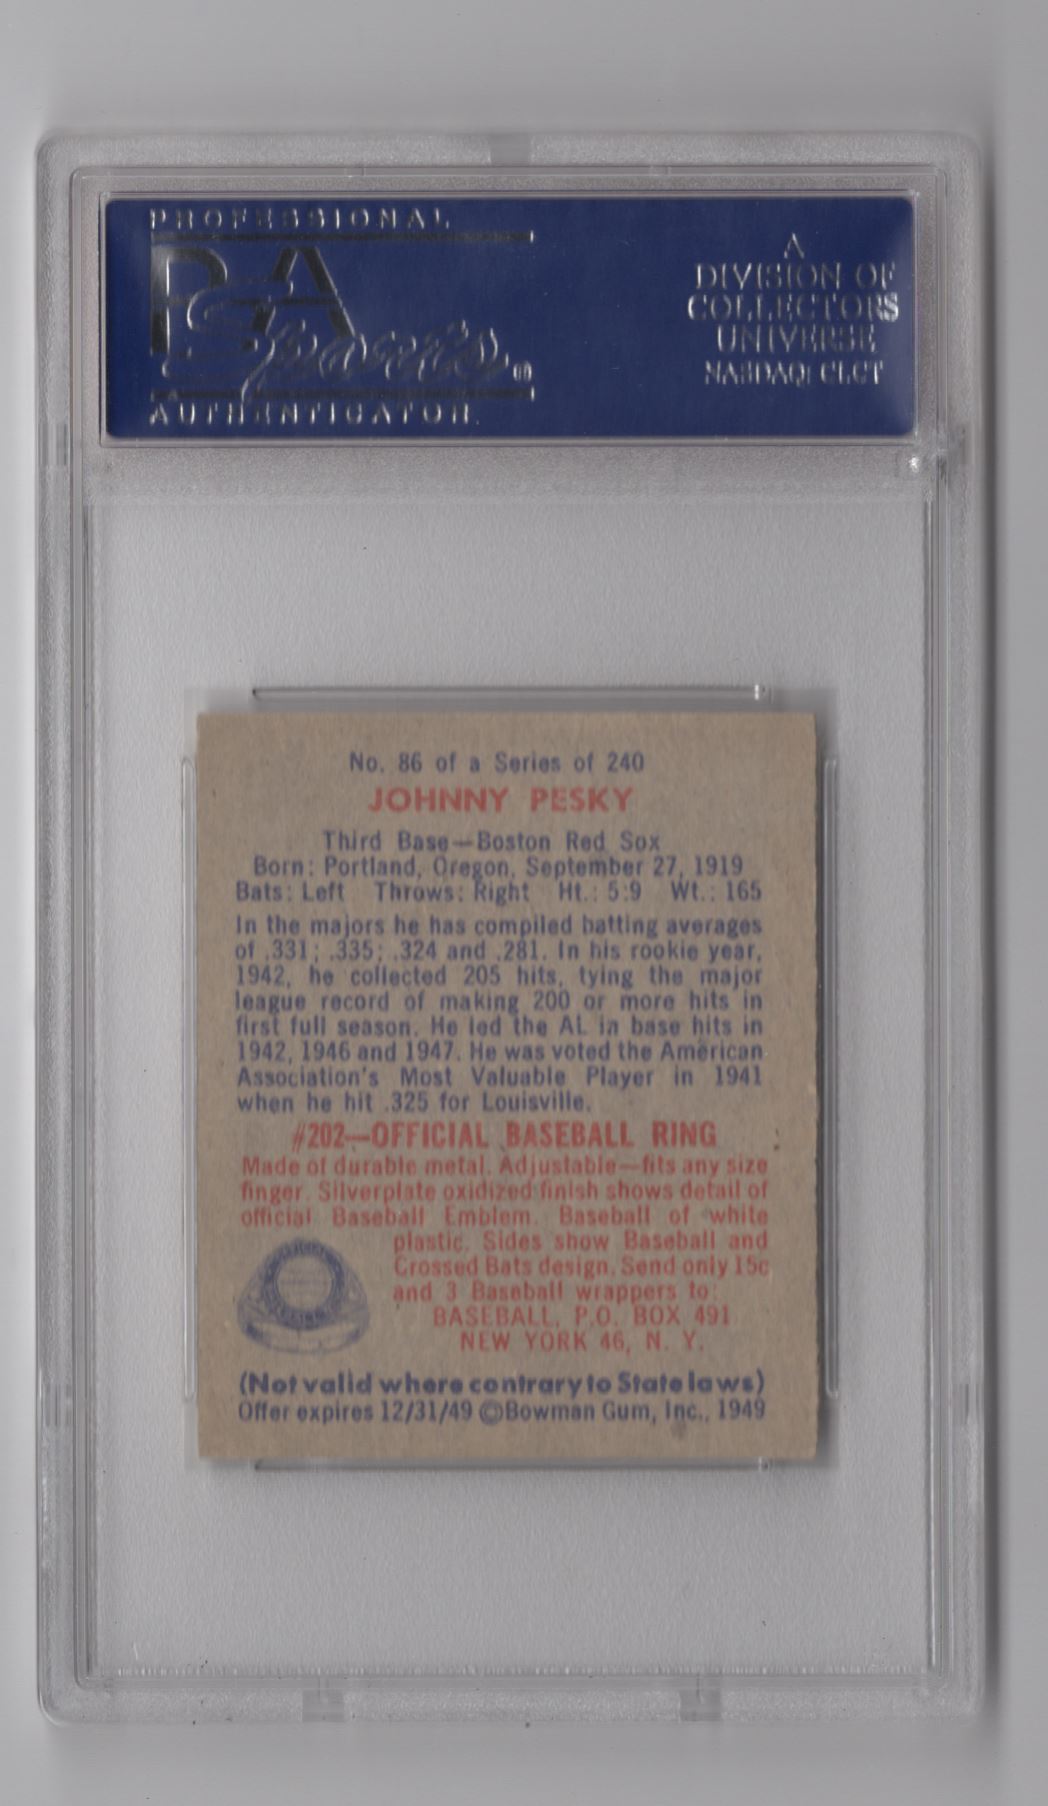 PROFESSIONAL
PSA
Sports
AUTHENTICATOR
A
DIVISION OF
COLLECTORS
UNIVERSE
NASDAQ: CLCT
No. 86 of a Series of 240
JOHNNY PESKY
Third Base—Boston Red Sox
Born: Portland, Oregon, September 27, 1919
Bats: Left Throws: Right Ht.: 5:9 Wt.: 165
In the majors he has compiled batting averages
of .331; .335; .324 and .281. In his rookie year,
1942, he collected 205 hits, tying the major
league record of making 200 or more hits in
first full season. He led the AL in base hits in
1942, 1946 and 1947. He was voted the American
Association's Most Valuable Player in 1941
when he hit .325 for Louisville.
#202—OFFICIAL BASEBALL RING
Made of durable metal. Adjustable—fits any size
finger. Silverplate oxidized finish shows detail of
official Baseball Emblem. Baseball of white
plastic. Sides show Baseball and
Crossed Bats design. Send only 15c
and 3 Baseball wrappers to:
BASEBALL, P.O. BOX 491
NEW YORK 46, N. Y.
(Not valid where contrary to State laws)
Offer expires 12/31/49 ©Bowman Gum, Inc., 1949